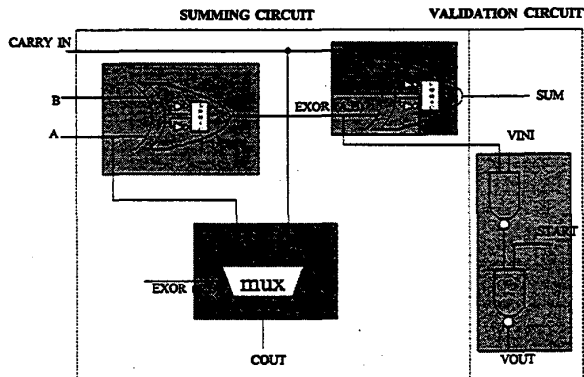 SUMMING CIRCUIT
VALIDATION CIRCUIT
CARRY IN
B
A
EXOR
SUM
VINI
START
EXOR
mux
COUT
VOUT